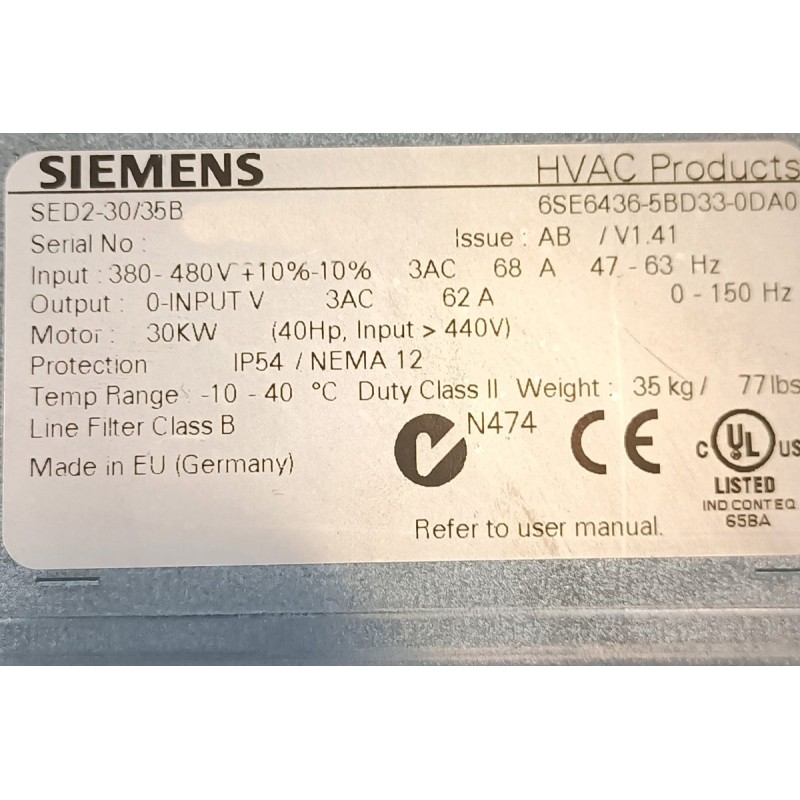 SIEMENS HVAC Products
SED2-30/35B 6SE6436-5BD33-0DA0
Serial No : Issue : AB / V1.41
Input : 380- 480V +10%-10% 3AC 68 A 47 - 63 Hz
Output : 0-INPUT V 3AC 62 A 0 - 150 Hz
Motor : 30KW (40Hp, Input > 440V)
Protection IP54 / NEMA 12
Temp Range -10 - 40 °C Duty Class II Weight : 35 kg / 77lbs
Line Filter Class B N474 CE c UL us
Made in EU (Germany) LISTED
IND CONT EQ
65BA
Refer to user manual.